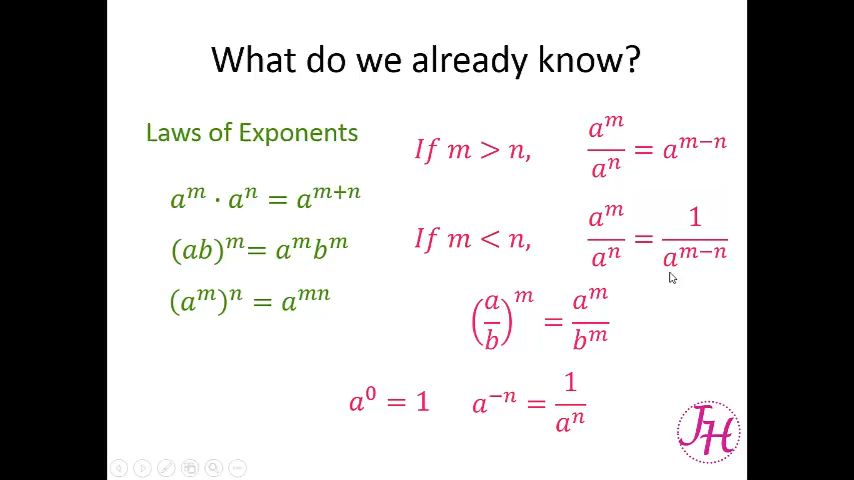 What do we already know?
Laws of Exponents
a^m · a^n = a^{m+n}
(ab)^m = a^m b^m
(a^m)^n = a^{mn}
If m > n, a^m/a^n = a^{m−n}
If m < n, a^m/a^n = 1/a^{m−n}
(a/b)^m = a^m/b^m
a^0 = 1 a^{−n} = 1/a^n
JH